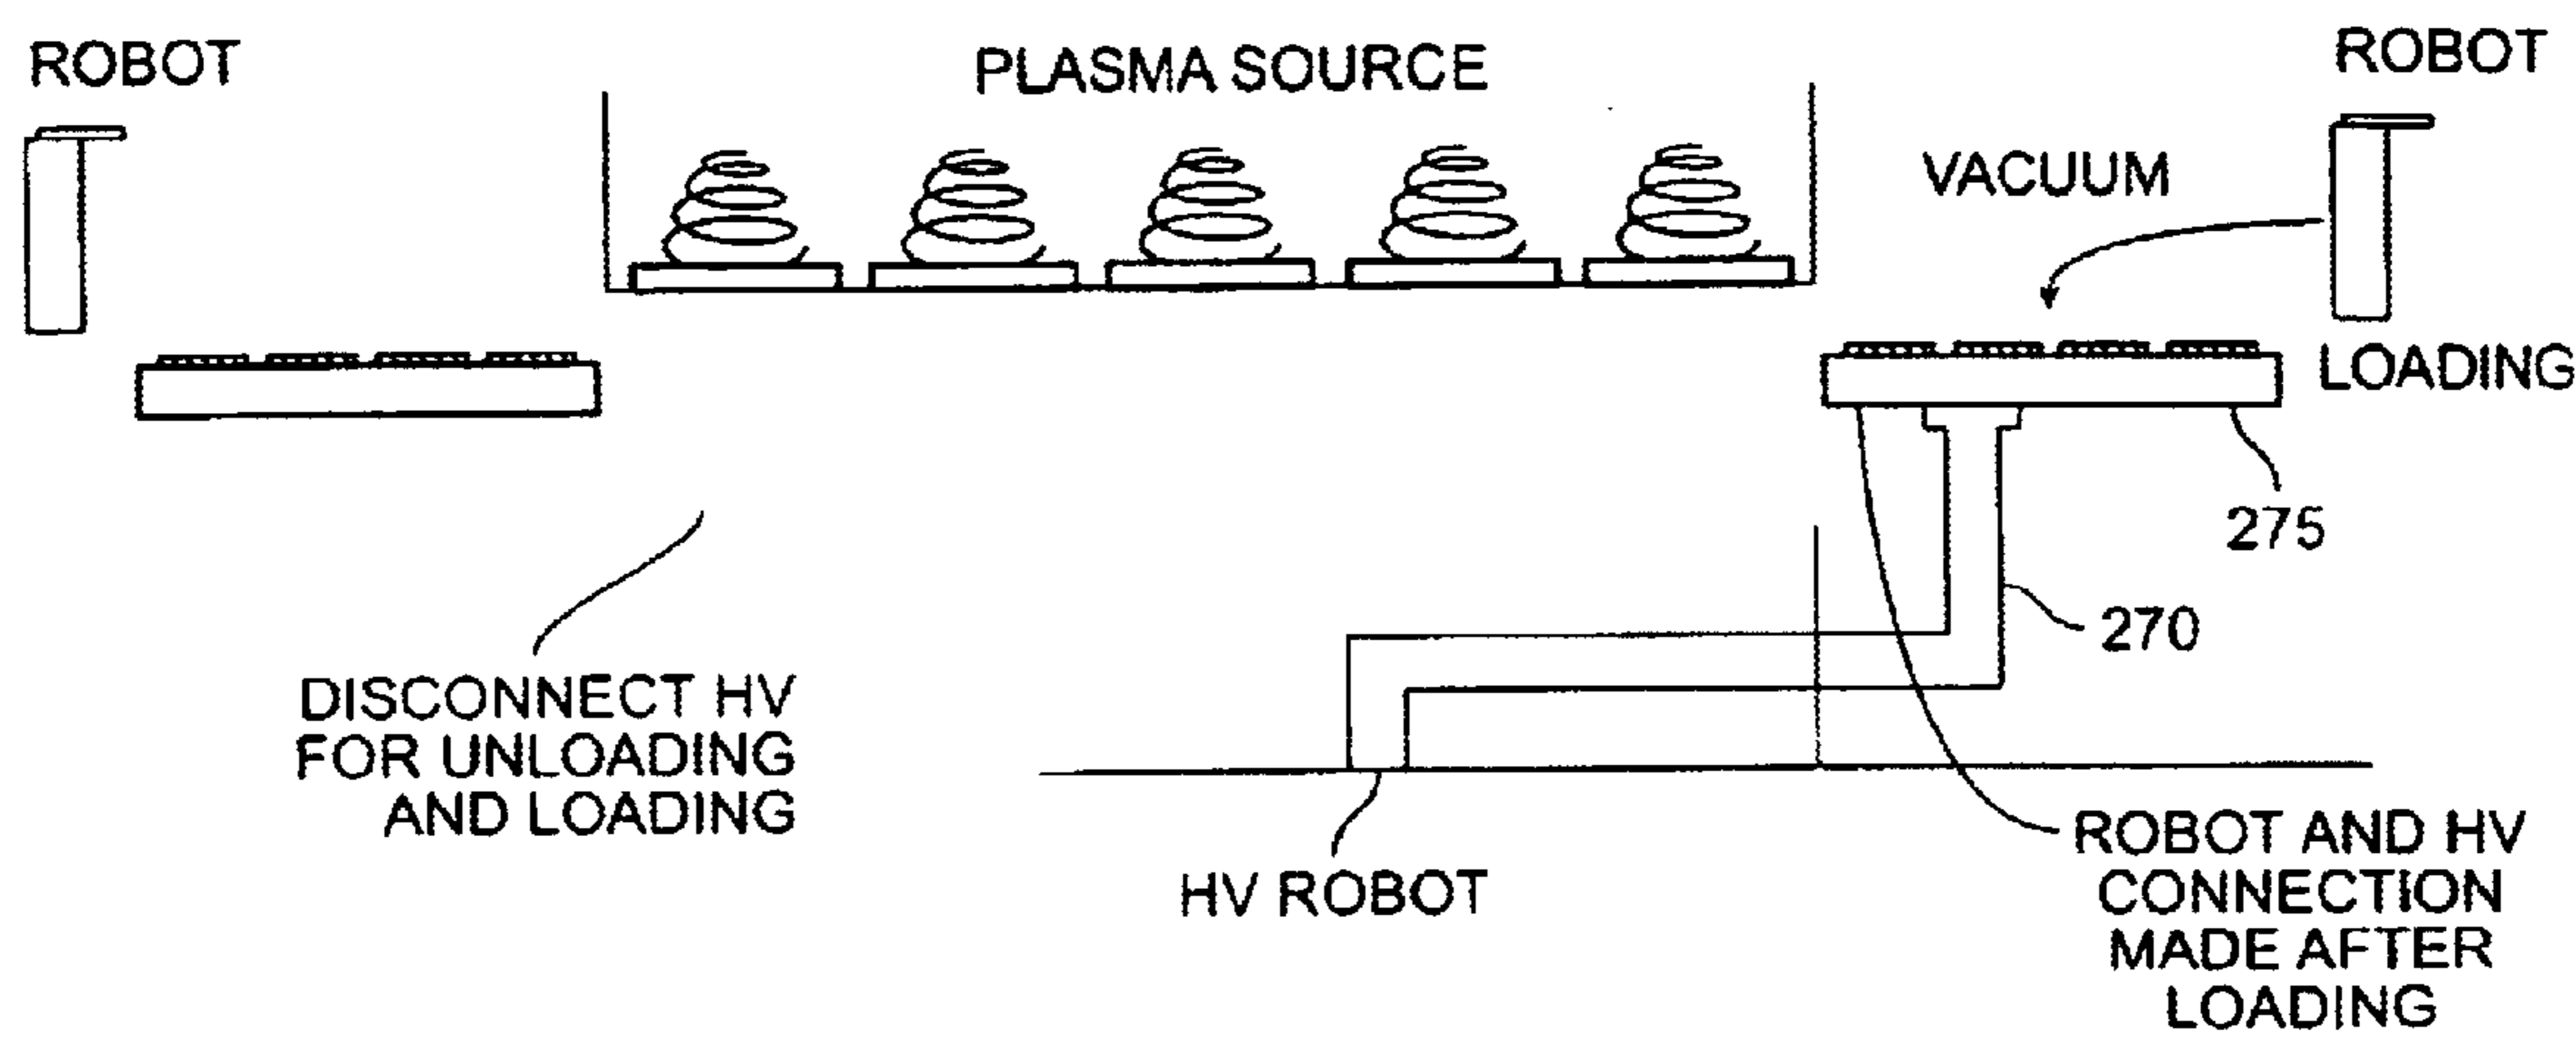 ROBOT
PLASMA SOURCE
ROBOT
VACUUM
LOADING
275
270
DISCONNECT HV
FOR UNLOADING
AND LOADING
HV ROBOT
ROBOT AND HV
CONNECTION
MADE AFTER
LOADING